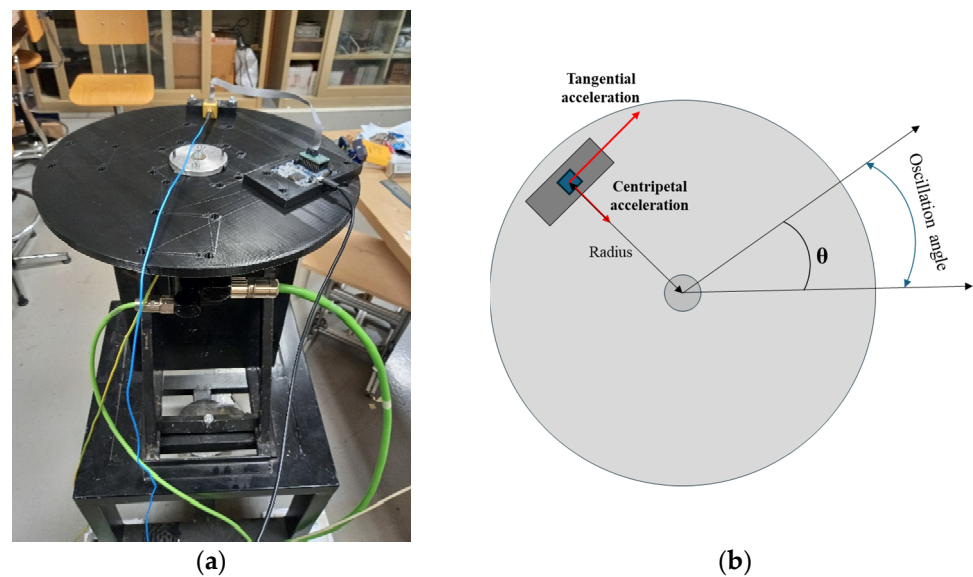 Tangential
acceleration
Centripetal
acceleration
Radius
θ
Oscillation
angle
(a)
(b)